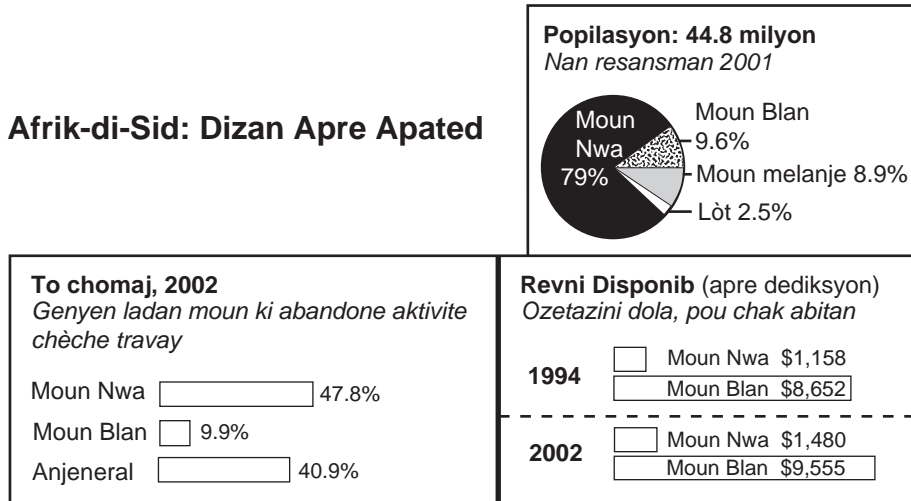 Afrik-di-Sid: Dizan Apre Apated
Popilasyon: 44.8 milyon
Nan resansman 2001
Moun Nwa 79%
Moun Blan 9.6%
Moun melanje 8.9%
Lòt 2.5%
To chomaj, 2002
Genyen ladan moun ki abandone aktivite
chèche travay
Moun Nwa 47.8%
Moun Blan 9.9%
Anjeneral 40.9%
Revni Disponib (apre dediksyon)
Ozetazini dola, pou chak abitan
1994
Moun Nwa $1,158
Moun Blan $8,652
2002
Moun Nwa $1,480
Moun Blan $9,555